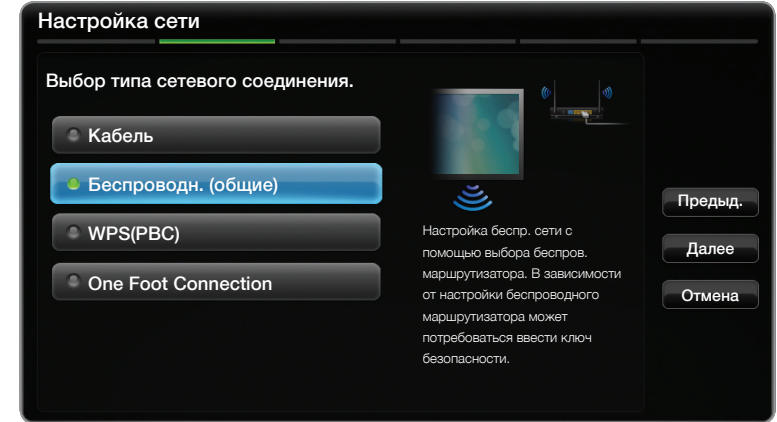 Настройка сети
Выбор типа сетевого соединения.
Кабель
Беспроводн. (общие)
WPS(PBC)
One Foot Connection
Настройка беспр. сети с
помощью выбора беспров.
маршрутизатора. В зависимости
от настройки беспроводного
маршрутизатора может
потребоваться ввести ключ
безопасности.
Предыд.
Далее
Отмена